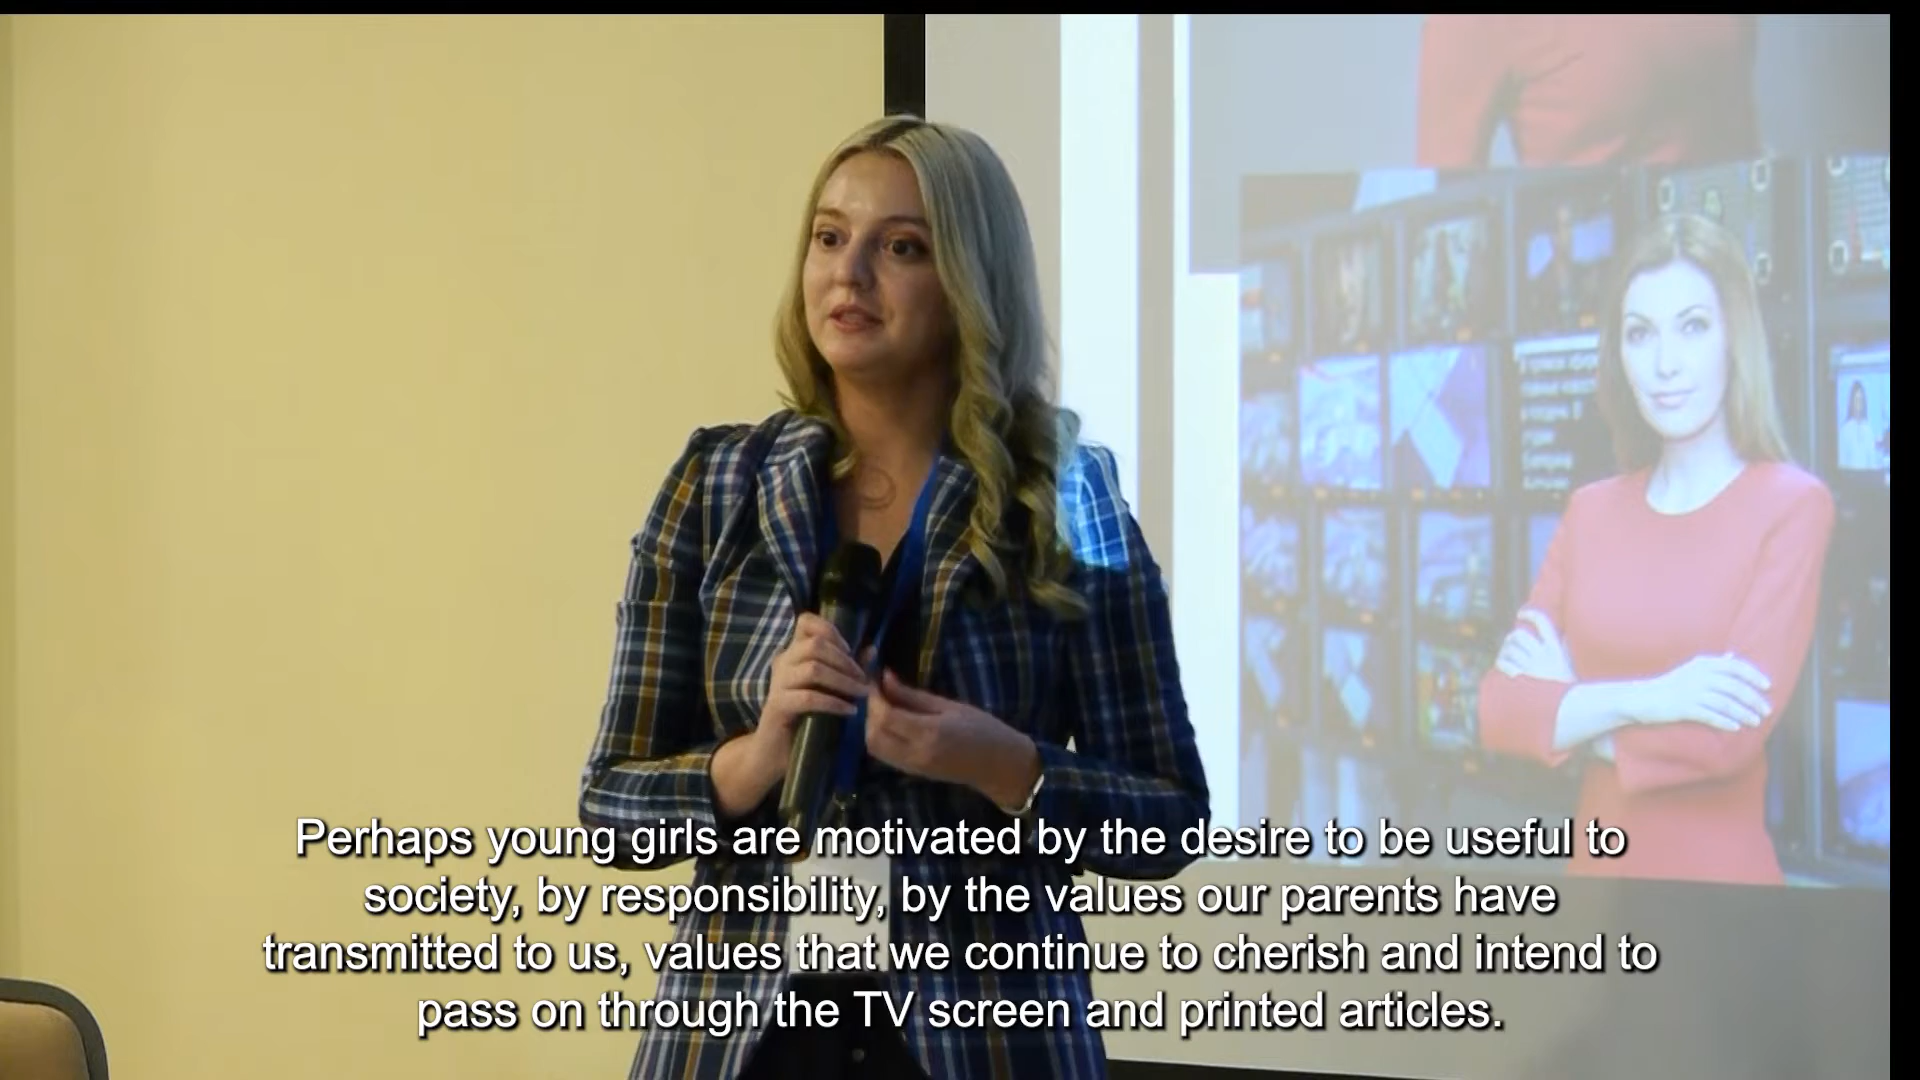 Perhaps young girls are motivated by the desire to be useful to
society, by responsibility, by the values our parents have
transmitted to us, values that we continue to cherish and intend to
pass on through the TV screen and printed articles.